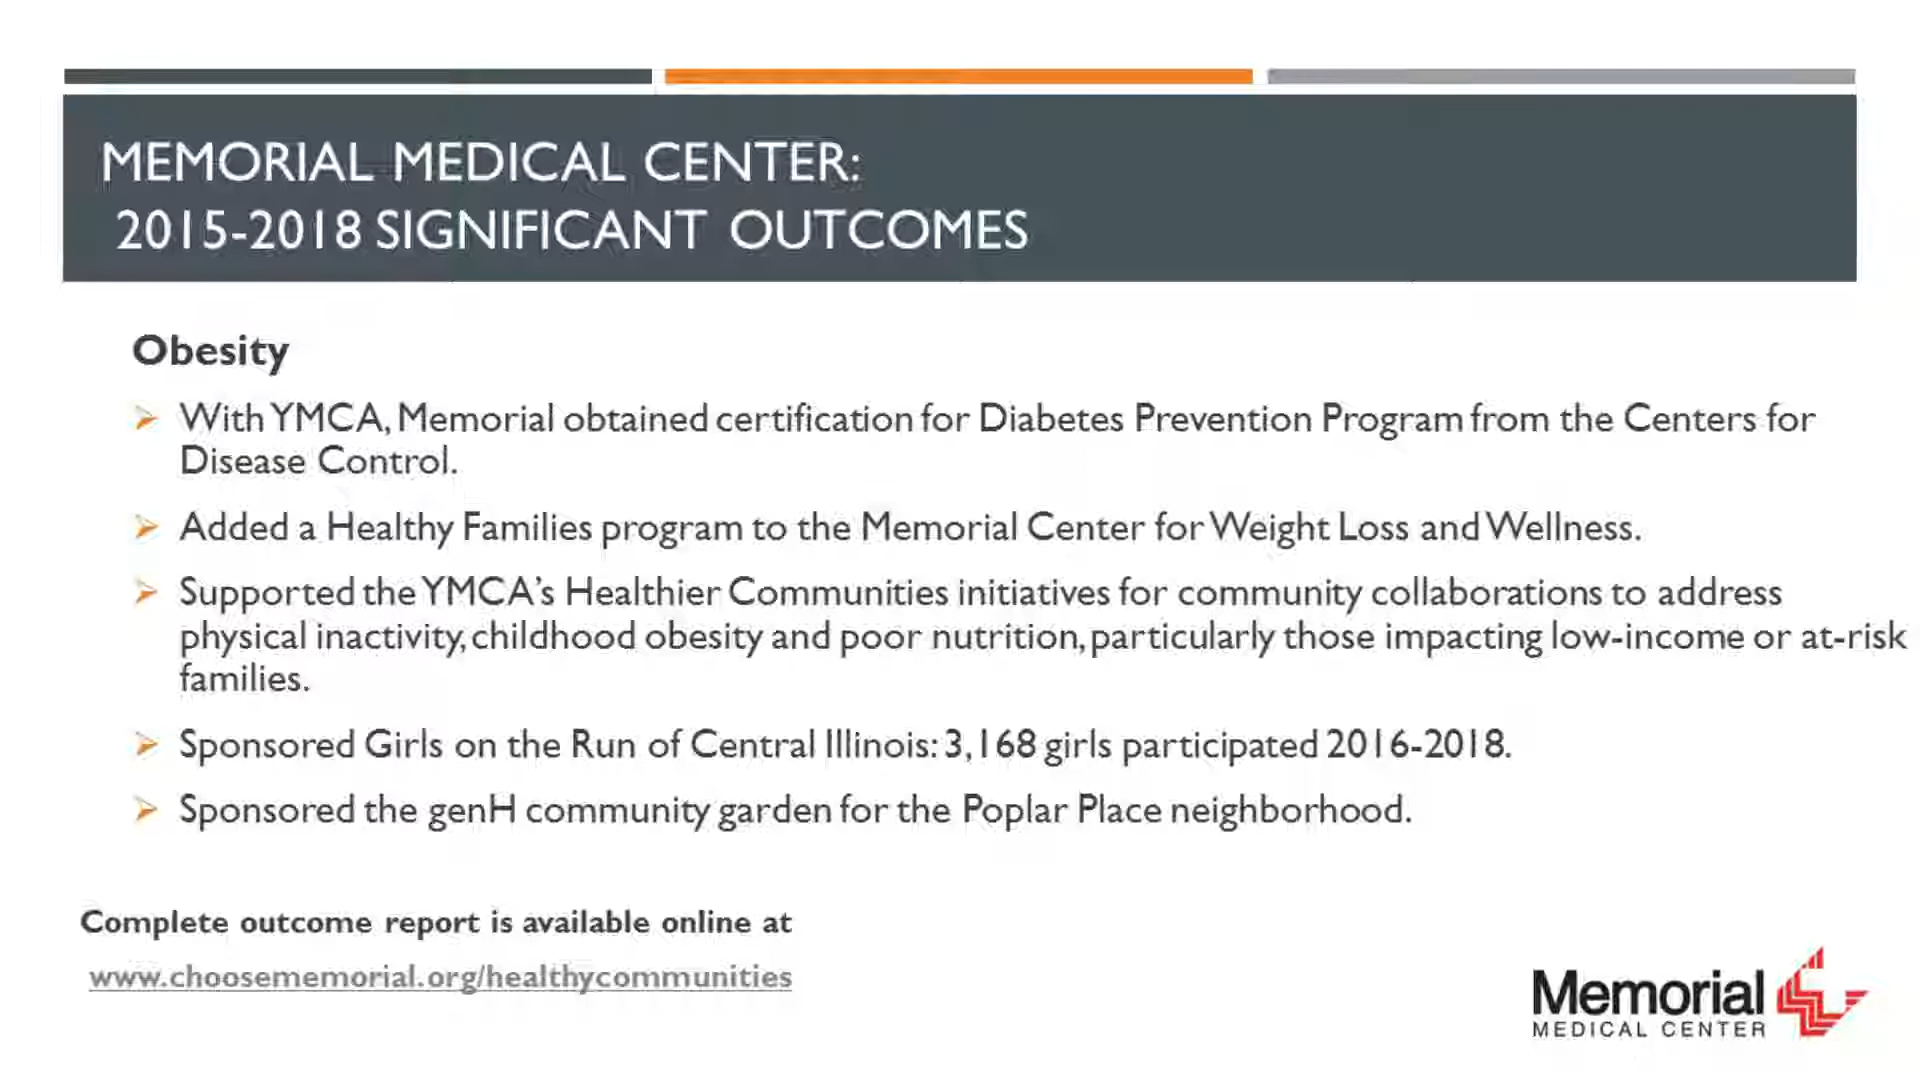 MEMORIAL MEDICAL CENTER:
2015-2018 SIGNIFICANT OUTCOMES
Obesity
With YMCA, Memorial obtained certification for Diabetes Prevention Program from the Centers for
Disease Control.
Added a Healthy Families program to the Memorial Center for Weight Loss and Wellness.
Supported the YMCA's Healthier Communities initiatives for community collaborations to address
physical inactivity, childhood obesity and poor nutrition, particularly those impacting low-income or at-risk
families.
Sponsored Girls on the Run of Central Illinois: 3,168 girls participated 2016-2018.
Sponsored the genH community garden for the Poplar Place neighborhood.
Complete outcome report is available online at
www.choosememorial.org/healthycommunities
Memorial
MEDICAL CENTER